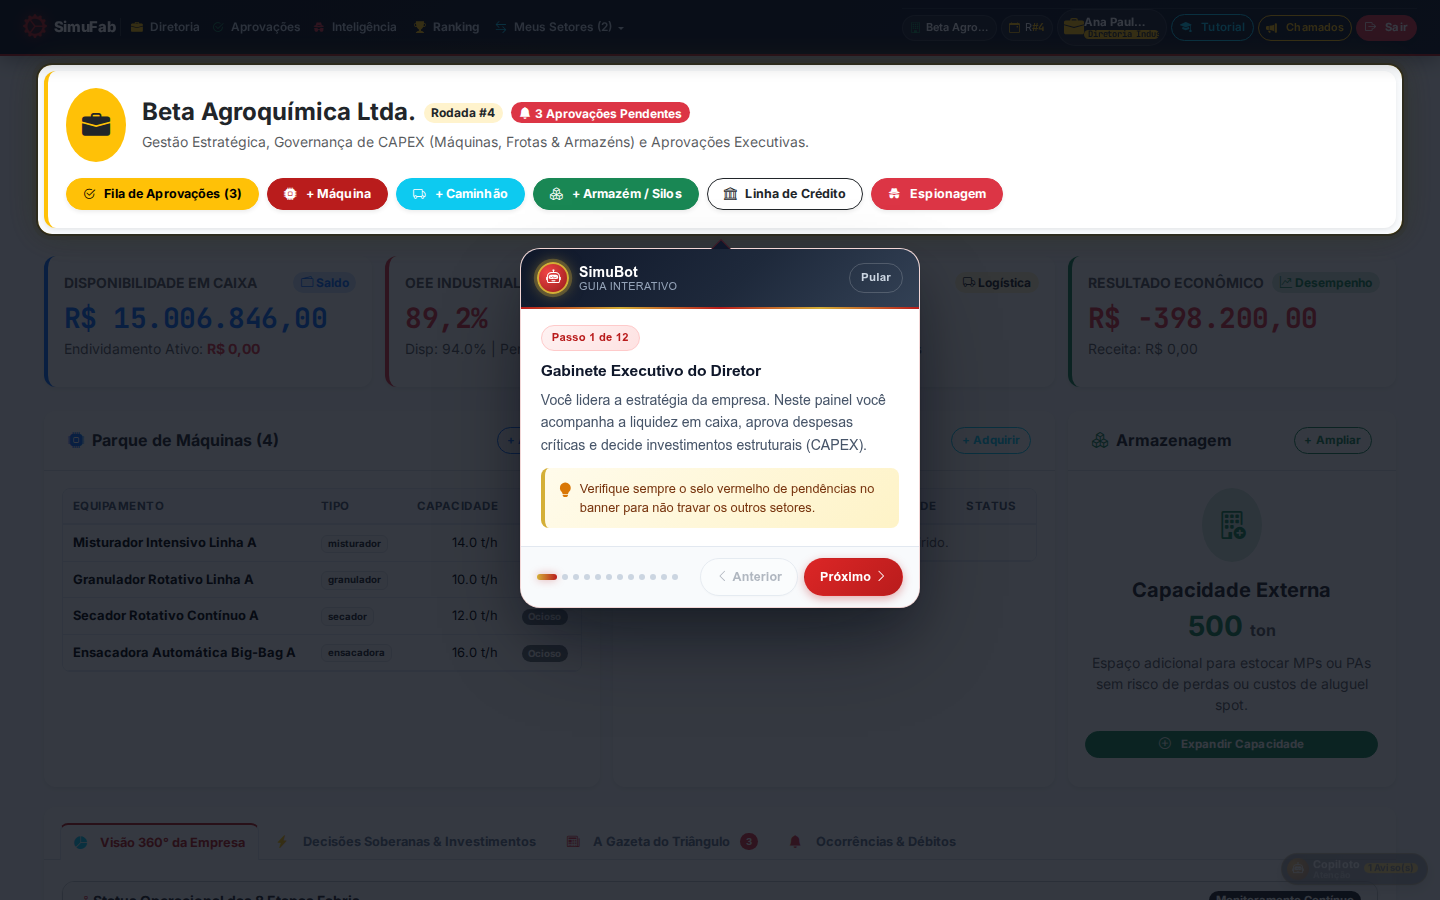 SimuFab
Diretoria
Aprovações
Inteligência
Ranking
Meus Setores (2)
Beta Agro...
R#4
Ana Paul...
Tutorial
Chamados
Sair
Beta Agroquímica Ltda.
Rodada #4
3 Aprovações Pendentes
Gestão Estratégica, Governança de CAPEX (Máquinas, Frotas & Armazéns) e Aprovações Executivas.
Fila de Aprovações (3)
+ Máquina
+ Caminhão
+ Armazém / Silos
Linha de Crédito
Espionagem
DISPONIBILIDADE EM CAIXA
Saldo
R$ 15.006.846,00
Endividamento Ativo: R$ 0,00
OEE INDUSTRIAL
89,2%
Disp: 94.0% |
Logística
RESULTADO ECONÔMICO
Desempenho
R$ -398.200,00
Receita: R$ 0,00
SimuBot
GUIA INTERATIVO
Pular
Passo 1 de 12
Gabinete Executivo do Diretor
Você lidera a estratégia da empresa. Neste painel você
acompanha a liquidez em caixa, aprova despesas
críticas e decide investimentos estruturais (CAPEX).
Verifique sempre o selo vermelho de pendências no
banner para não travar os outros setores.
Anterior
Próximo
Parque de Máquinas (4)
EQUIPAMENTO
TIPO
CAPACIDADE
Misturador Intensivo Linha A
misturador
14.0 t/h
Granulador Rotativo Linha A
granulador
10.0 t/h
Secador Rotativo Contínuo A
secador
12.0 t/h
Ocioso
Ensacadora Automática Big-Bag A
ensacadora
16.0 t/h
Ocioso
+ Adquirir
STATUS
Armazenagem
+ Ampliar
Capacidade Externa
500 ton
Espaço adicional para estocar MPs ou PAs
sem risco de perdas ou custos de aluguel
spot.
Expandir Capacidade
Visão 360° da Empresa
Decisões Soberanas & Investimentos
A Gazeta do Triângulo
3
Ocorrências & Débitos
Copiloto